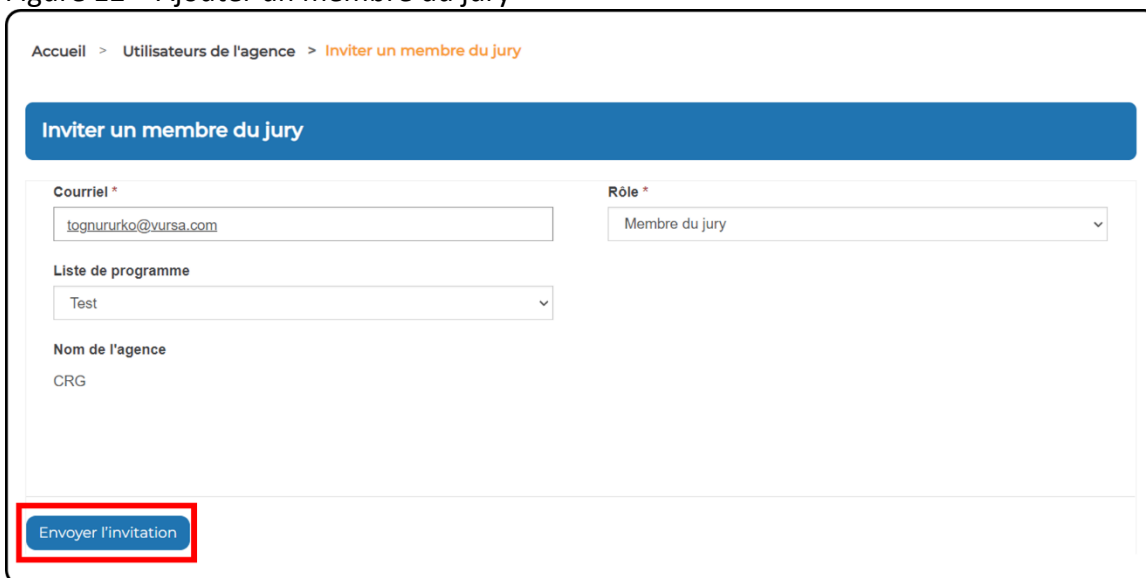 Accueil > Utilisateurs de l'agence > Inviter un membre du jury
Inviter un membre du jury
Courriel *
Rôle *
tognururko@vursa.com
Membre du jury
Liste de programme
Test
Nom de l'agence
CRG
Envoyer l'invitation